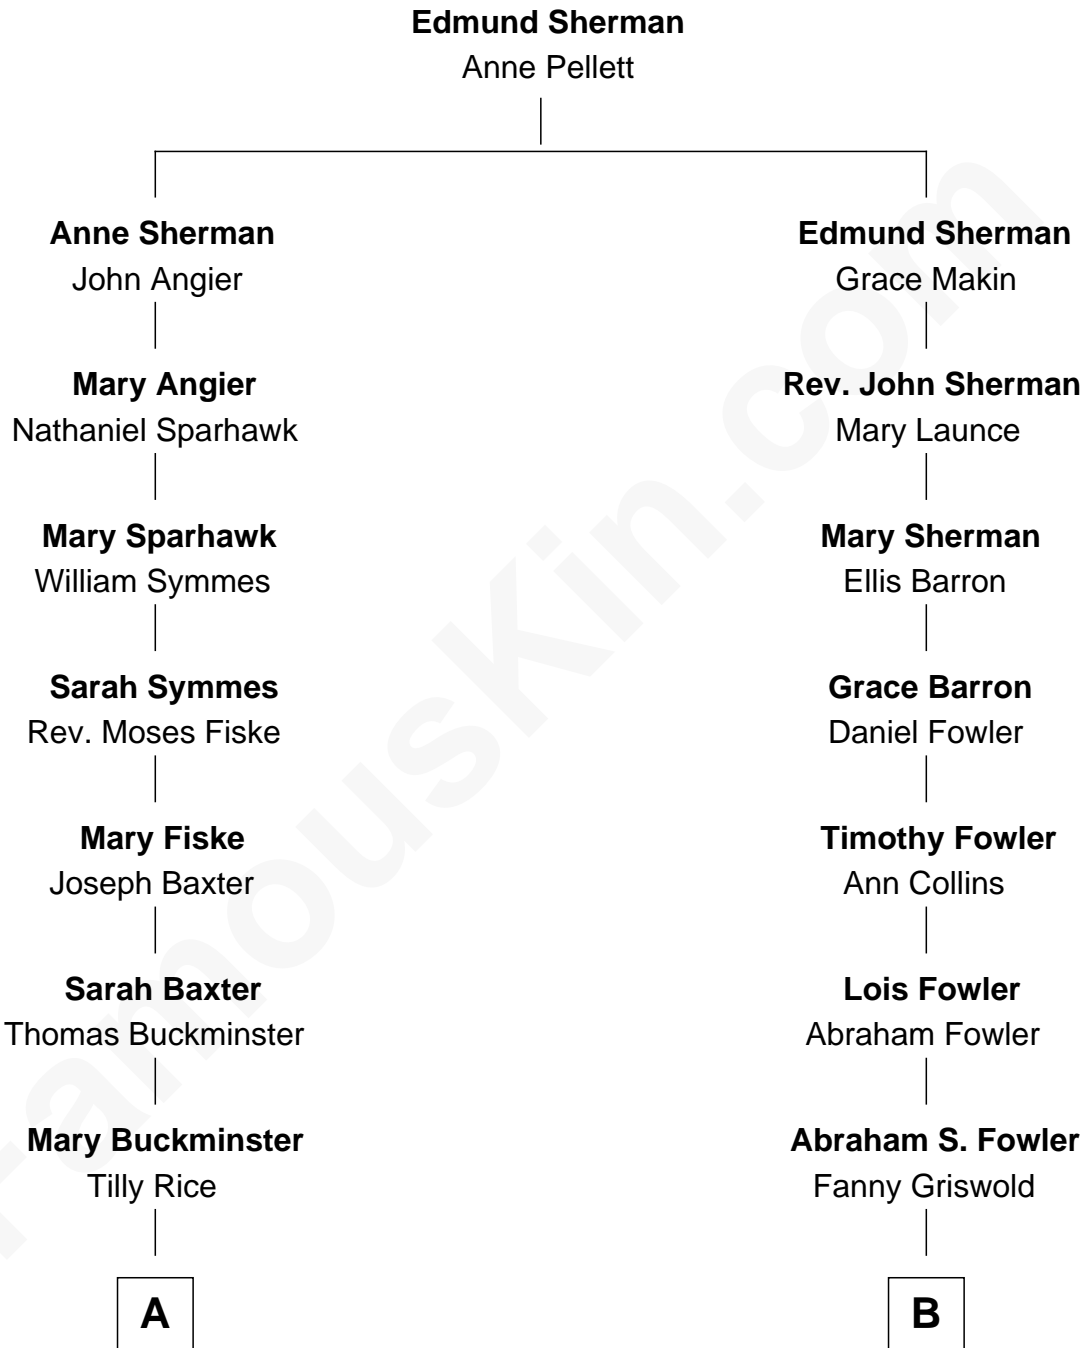 Edmund Sherman
Anne Pellett
Anne Sherman
John Angier
Edmund Sherman
Grace Makin
Mary Angier
Nathaniel Sparhawk
Rev. John Sherman
Mary Launce
Mary Sparhawk
William Symmes
Mary Sherman
Ellis Barron
Sarah Symmes
Rev. Moses Fiske
Grace Barron
Daniel Fowler
Mary Fiske
Joseph Baxter
Timothy Fowler
Ann Collins
Sarah Baxter
Thomas Buckminster
Lois Fowler
Abraham Fowler
Mary Buckminster
Tilly Rice
Abraham S. Fowler
Fanny Griswold
A
B
FamousKin.com